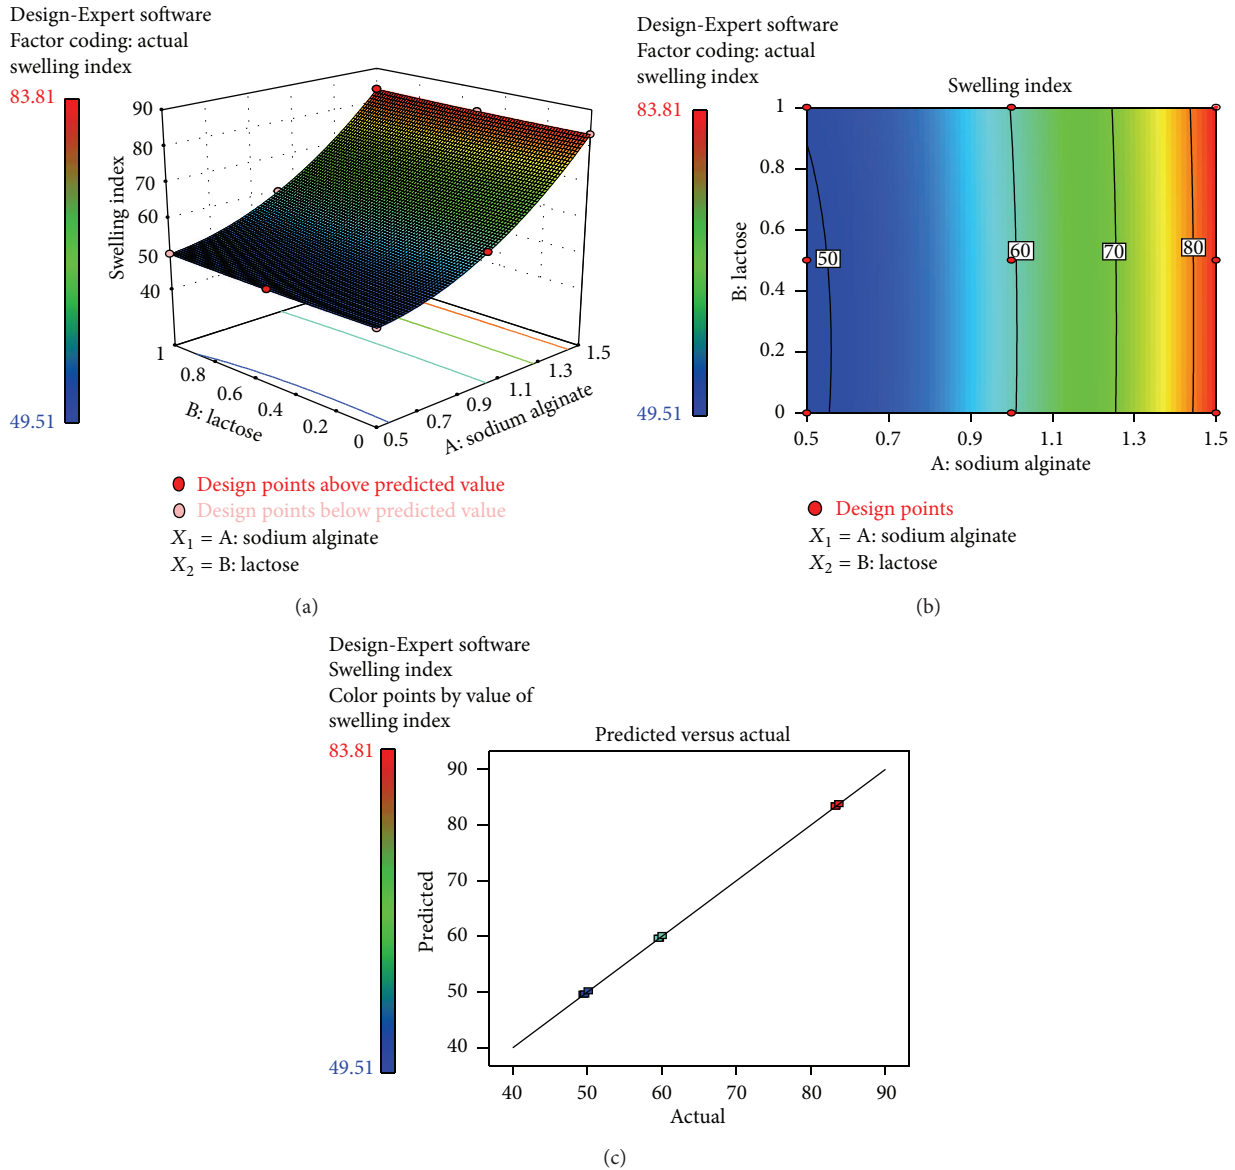 Design-Expert software
Factor coding: actual
swelling index
83.81
49.51
Swelling index
90
80
70
60
50
40
1
0.8
0.6
0.4
0.2
0
B: lactose
0.5
0.7
0.9
1.1
1.3
1.5
A: sodium alginate
Design points above predicted value
Design points below predicted value
X1 = A: sodium alginate
X2 = B: lactose
(a)
Design-Expert software
Factor coding: actual
swelling index
83.81
49.51
Swelling index
B: lactose
1
0.8
0.6
0.4
0.2
0
50
60
70
80
0.5
0.7
0.9
1.1
1.3
1.5
A: sodium alginate
Design points
X1 = A: sodium alginate
X2 = B: lactose
(b)
Design-Expert software
Swelling index
Color points by value of
swelling index
83.81
49.51
Predicted versus actual
Predicted
90
80
70
60
50
40
40
50
60
70
80
90
Actual
(c)